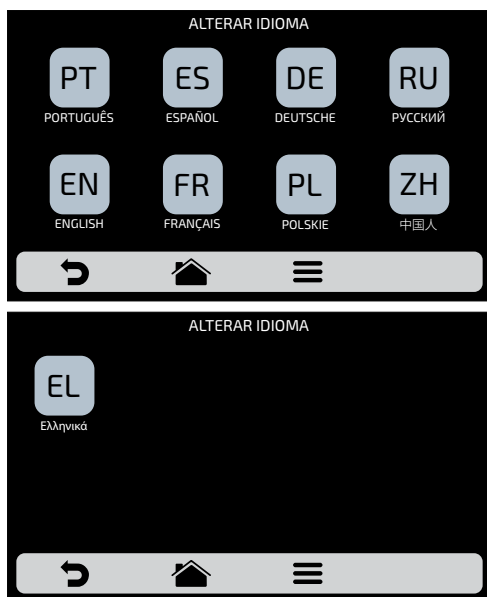 ALTERAR IDIOMA
PT ES DE RU
PORTUGUÊS ESPAÑOL DEUTSCHE РУССКИЙ
EN FR PL ZH
ENGLISH FRANÇAIS POLSKIE 中国人
ALTERAR IDIOMA
EL
Ελληνικά